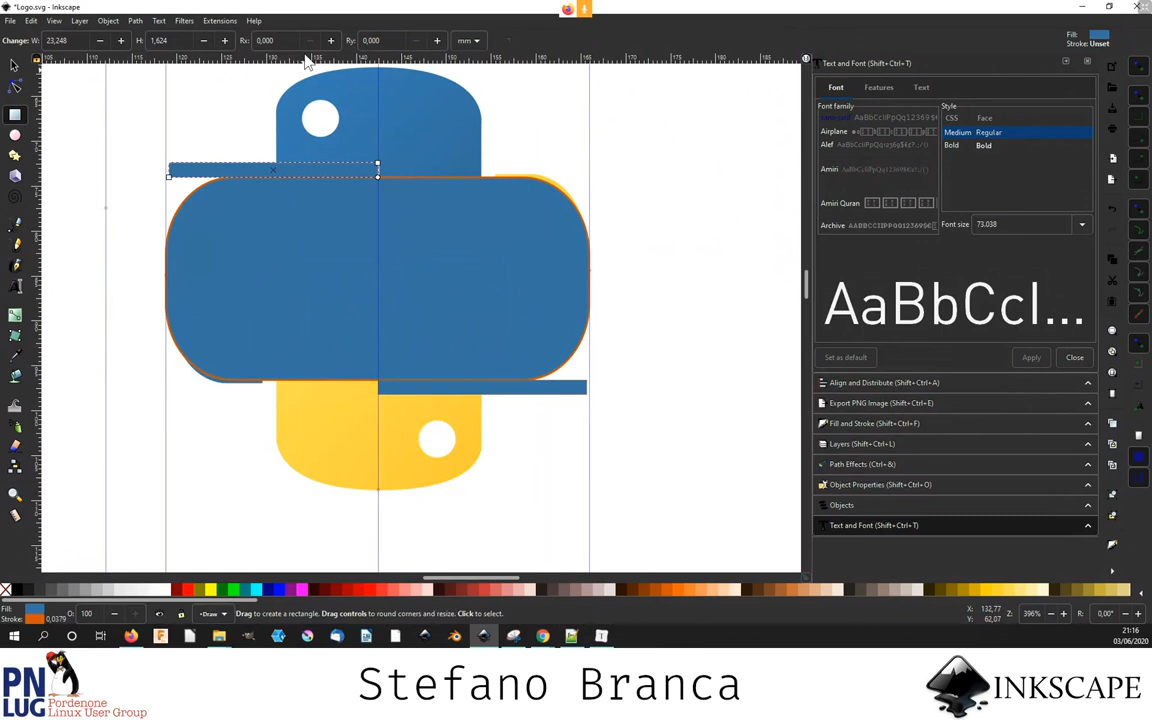 *Logo.svg - Inkscape
File Edit View Layer Object Path Text Filters Extensions Help
Change: W: 23,248 H: 1,624 Rx: 0,000 Ry: 0,000 mm
Fill:
Stroke: Unset
Text and Font (Shift+Ctrl+T)
Font Features Text
Font family Style
CSS Face
Airplane
Medium Regular
Alef
Bold Bold
Amiri
Amiri Quran
Font size 73.038
Archive
AaBbCcI...
Set as default Apply Close
Align and Distribute (Shift+Ctrl+A)
Export PNG Image (Shift+Ctrl+E)
Fill and Stroke (Shift+Ctrl+F)
Layers (Shift+Ctrl+L)
Path Effects (Ctrl+&)
Object Properties (Shift+Ctrl+O)
Objects
Text and Font (Shift+Ctrl+T)
Fill:
Stroke: 0,0379
O: 100
Draw
Drag to create a rectangle. Drag controls to round corners and resize. Click to select.
X: 132,77
Y: 62,07
Z: 396% R: 0,00°
21:16
03/06/2020
PN
LUG
Pordenone
Linux User Group
Stefano Branca
INKSCAPE